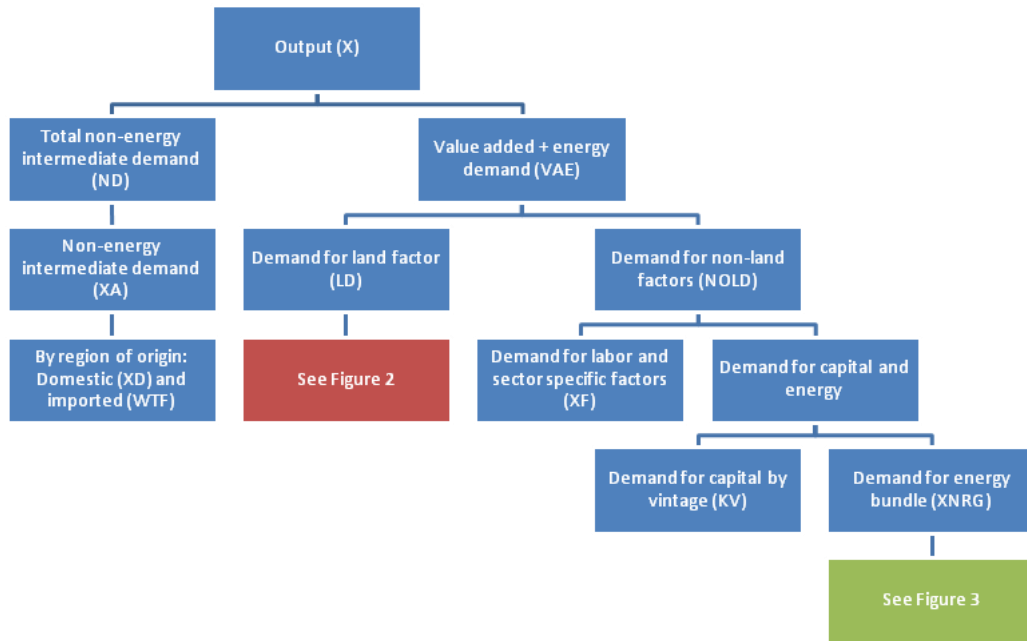 Output (X)
Total non-energy
intermediate demand
(ND)
Value added + energy
demand (VAE)
Non-energy
intermediate demand
(XA)
Demand for land factor
(LD)
Demand for non-land
factors (NOLD)
By region of origin:
Domestic (XD) and
imported (WTF)
See Figure 2
Demand for labor and
sector specific factors
(XF)
Demand for capital and
energy
Demand for capital by
vintage (KV)
Demand for energy
bundle (XNRG)
See Figure 3